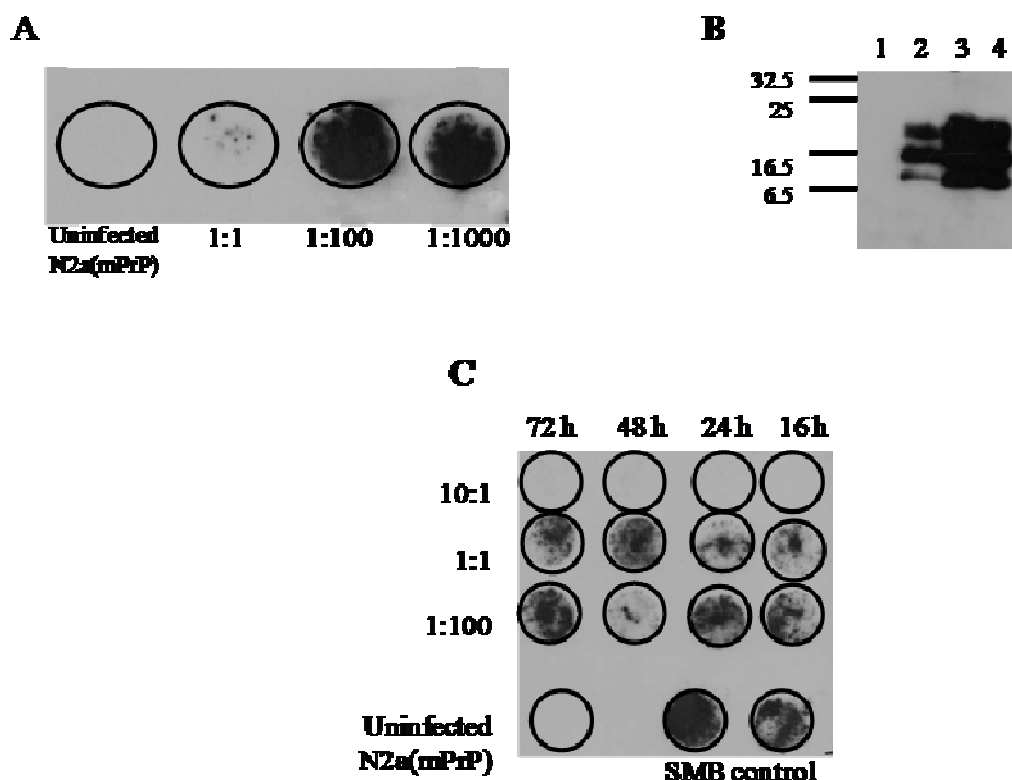 A
Uninfected 1:1 1:100 1:1000
N2a(mPrP)
B
1 2 3 4
32.5
25
16.5
6.5
C
72 h 48 h 24 h 16 h
10:1
1:1
1:100
Uninfected
N2a(mPrP)
SMB control